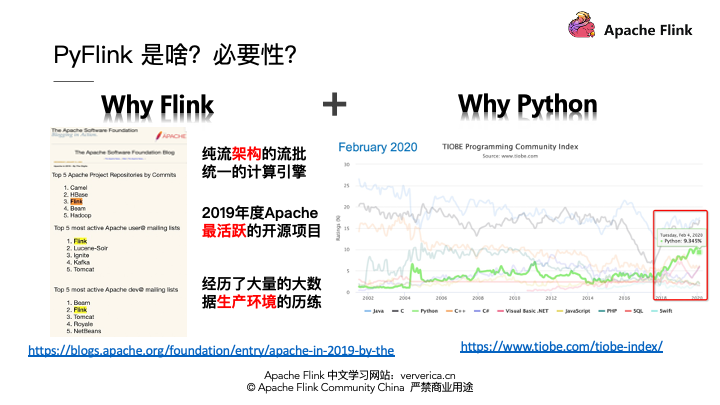 Apache Flink
PyFlink 是啥？必要性？
Why Flink
+
Why Python
The Apache Software Foundation
Blogging in Action
APACHE
The Apache Software Foundation Blog
Top 5 Apache Project Repositories by Commits
1. Camel
2. HBase
3. Flink
4. Beam
5. Hadoop
Top 5 most active Apache user@ mailing lists
1. Flink
2. Lucene-Solr
3. Ignite
4. Kafka
5. Tomcat
Top 5 most active Apache dev@ mailing lists
1. Beam
2. Flink
3. Tomcat
4. Royale
5. NetBeans
纯流架构的流批
统一的计算引擎
2019年度Apache
最活跃的开源项目
经历了大量的大数
据生产环境的历练
February 2020
TIOBE Programming Community Index
Source: www.tiobe.com
Ratings (%)
30
25
20
15
10
5
0
Tuesday, Feb 4, 2020
Python: 9.345%
2002 2004 2006 2008 2010 2012 2014 2016 2018 2020
Java C Python C++ C# Visual Basic .NET JavaScript PHP SQL Swift
https://blogs.apache.org/foundation/entry/apache-in-2019-by-the
https://www.tiobe.com/tiobe-index/
Apache Flink 中文学习网站：ververica.cn
© Apache Flink Community China 严禁商业用途